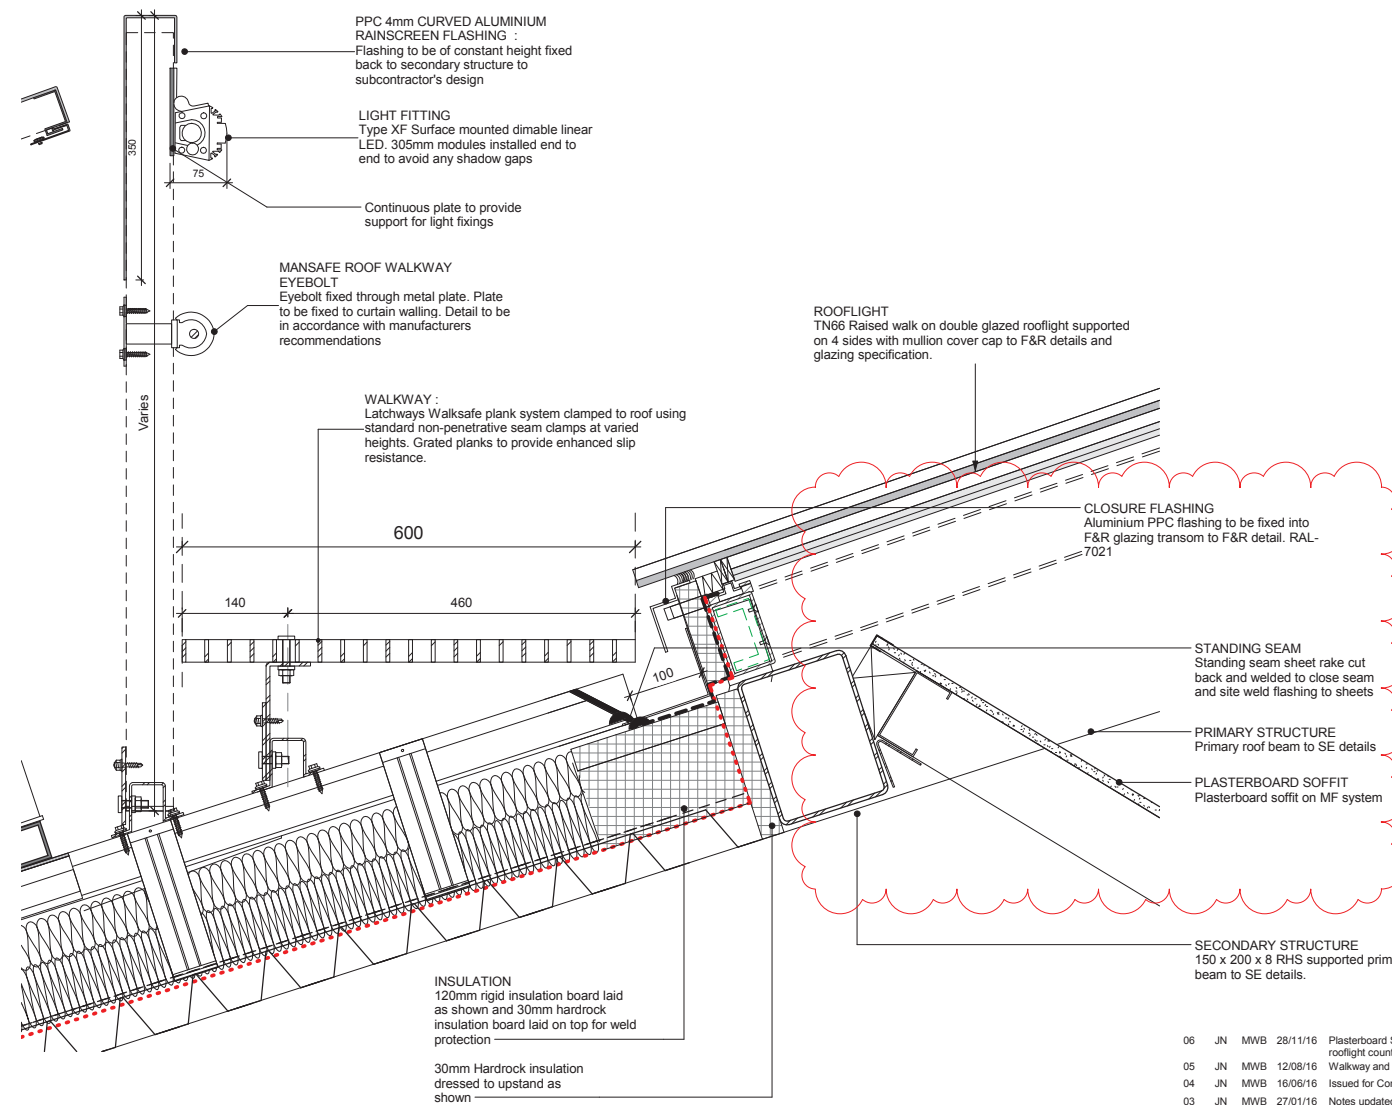 PPC 4mm CURVED ALUMINIUM
RAINSCREEN FLASHING :
Flashing to be of constant height fixed
back to secondary structure to
subcontractor's design
LIGHT FITTING
Type XF Surface mounted dimable linear
LED. 305mm modules installed end to
end to avoid any shadow gaps
350
75
Continuous plate to provide
support for light fixings
MANSAFE ROOF WALKWAY
EYEBOLT
Eyebolt fixed through metal plate. Plate
to be fixed to curtain walling. Detail to be
in accordance with manufacturers
recommendations
ROOFLIGHT
TN66 Raised walk on double glazed rooflight supported
on 4 sides with mullion cover cap to F&R details and
glazing specification.
Varies
WALKWAY :
Latchways Walksafe plank system clamped to roof using
standard non-penetrative seam clamps at varied
heights. Grated planks to provide enhanced slip
resistance.
CLOSURE FLASHING
Aluminium PPC flashing to be fixed into
F&R glazing transom to F&R detail. RAL-
7021
600
140
460
100
STANDING SEAM
Standing seam sheet rake cut
back and welded to close seam
and site weld flashing to sheets
PRIMARY STRUCTURE
Primary roof beam to SE details
PLASTERBOARD SOFFIT
Plasterboard soffit on MF system
SECONDARY STRUCTURE
150 x 200 x 8 RHS supported prim
beam to SE details.
INSULATION
120mm rigid insulation board laid
as shown and 30mm hardrock
insulation board laid on top for weld
protection
30mm Hardrock insulation
dressed to upstand as
shown
06 JN MWB 28/11/16 Plasterboard
rooflight
05 JN MWB 12/08/16 Walkway and
04 JN MWB 16/06/16 Issued for
03 JN MWB 27/01/16 Notes updated